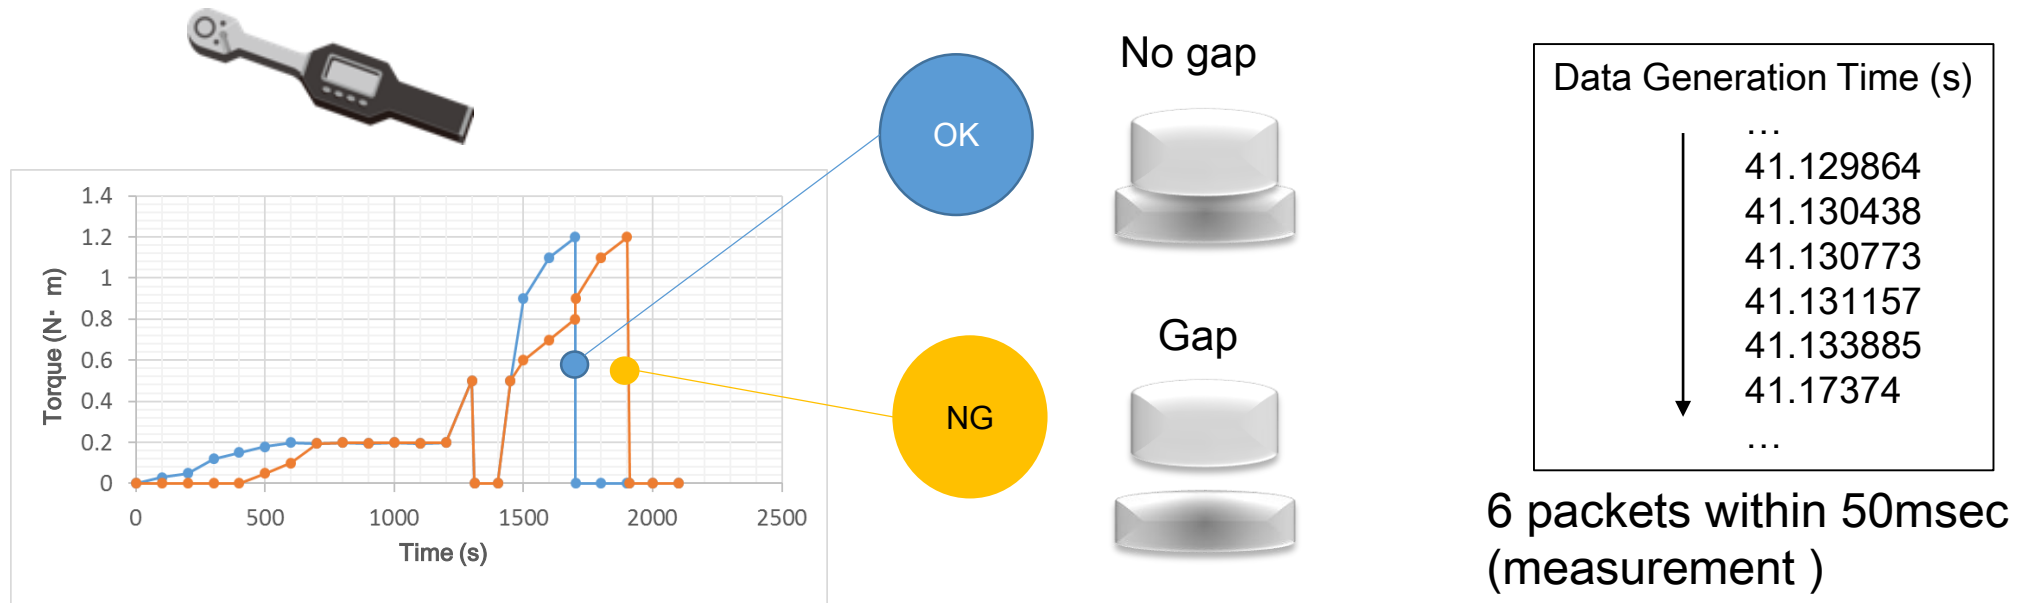 1.4
1.2
1
0.8
0.6
0.4
0.2
0
Torque (N・ m)
0
500
1000
1500
2000
2500
Time (s)
OK
NG
No gap
Gap
Data Generation Time (s)
…
41.129864
41.130438
41.130773
41.131157
41.133885
41.17374
…
6 packets within 50msec
(measurement )